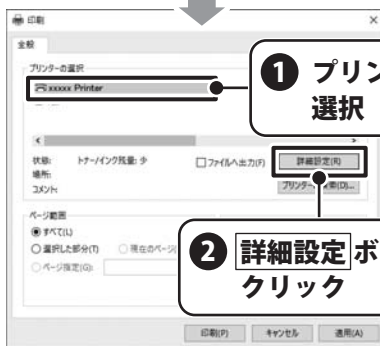 印刷
×
全般
プリンターの選択
xxxxx Printer
❶ プリン
選択
状態: トナー/インク残量: 少
場所:
コメント:
□ファイルへ出力(F)
詳細設定(R)
ページ範囲
すべて(L)
選択した部分(T)
現在のページ
ページ指定(G):
❷ 詳細設定 ボ
クリック
印刷(P)
キャンセル
適用(A)